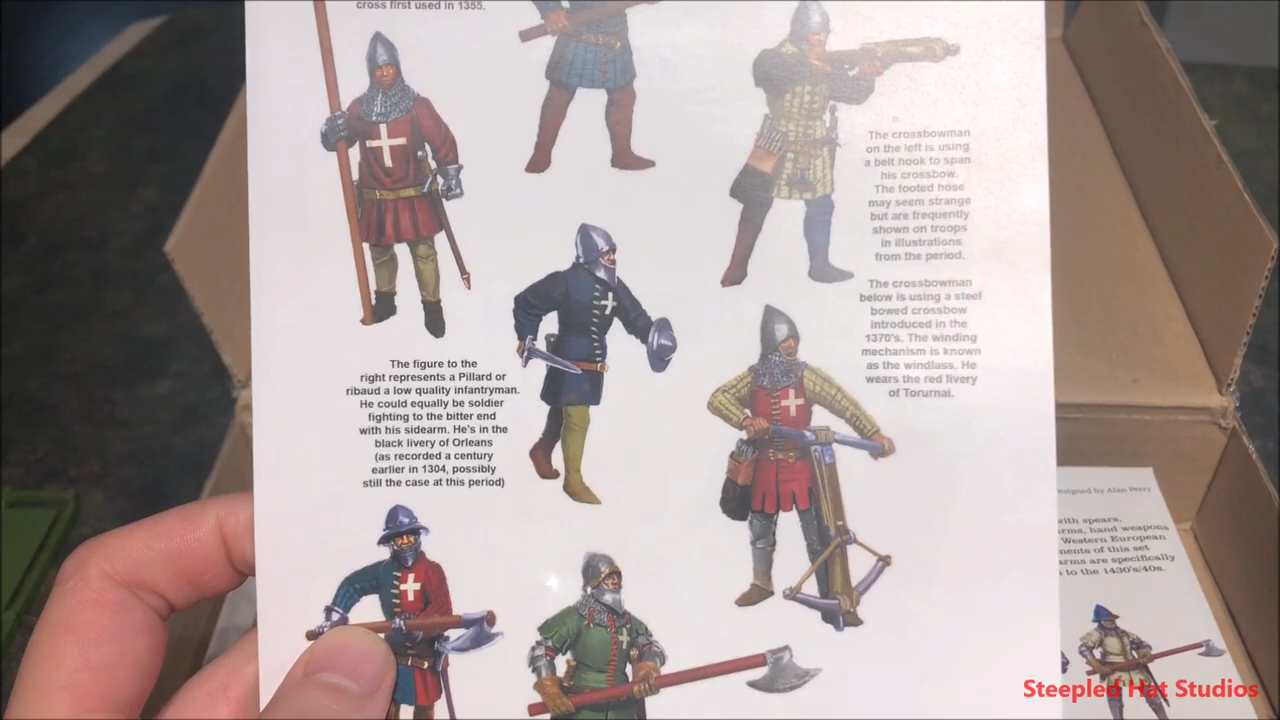 cross first used in 1355.
The crossbowman
on the left is using
a belt hook to span
his crossbow.
The footed hose
may seem strange
but are frequently
shown on troops
in illustrations
from the period.
The crossbowman
below is using a steel
bowed crossbow
introduced in the
1370's. The winding
mechanism is known
as the windlass. He
wears the red livery
of Torurnai.
The figure to the
right represents a Pillard or
ribaud a low quality infantryman.
He could equally be soldier
fighting to the bitter end
with his sidearm. He's in the
black livery of Orleans
(as recorded a century
earlier in 1304, possibly
still the case at this period)
designed by Alan Perry
with spears,
arms, hand weapons
Western European
of this set
arms are specifically
to the 1430's/40s.
Steepled Hat Studios